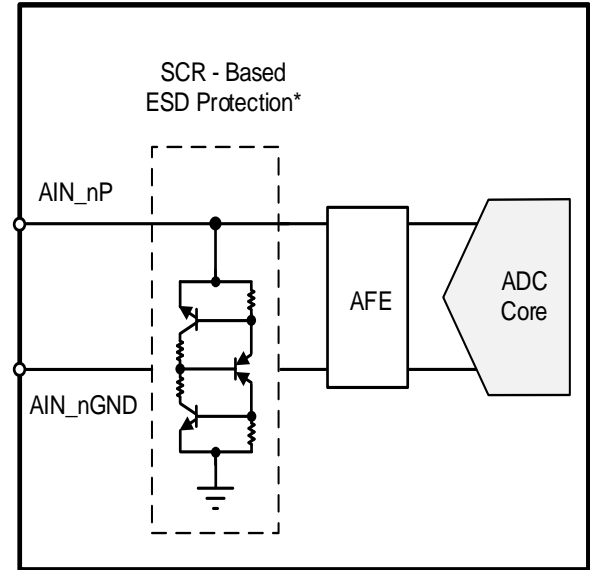 SCR - Based
ESD Protection*
AIN_nP
AFE
ADC
Core
AIN_nGND